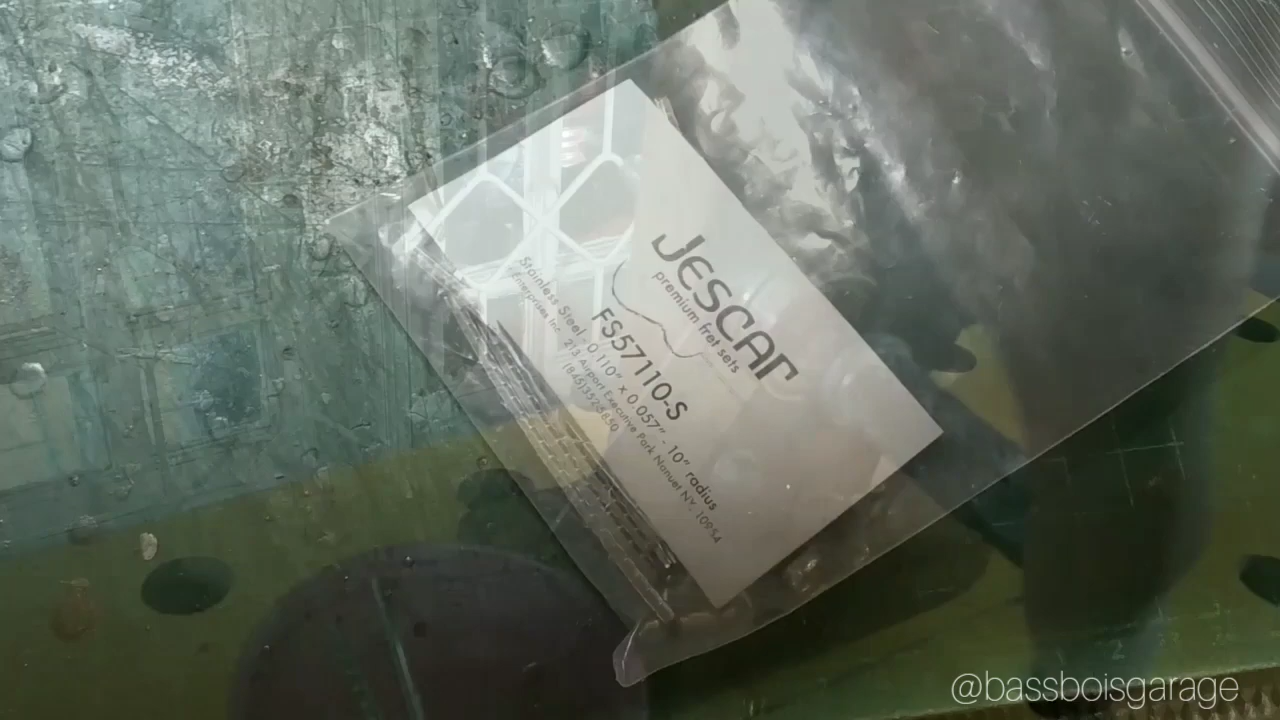 Jescar
premium fret sets
FS57110-S
Stainless Steel - 0.110" x 0.057" - 10" radius
Enterprises Inc. 213 Airport Executive Park Nanuet NY. 10954
@bassboisgarage